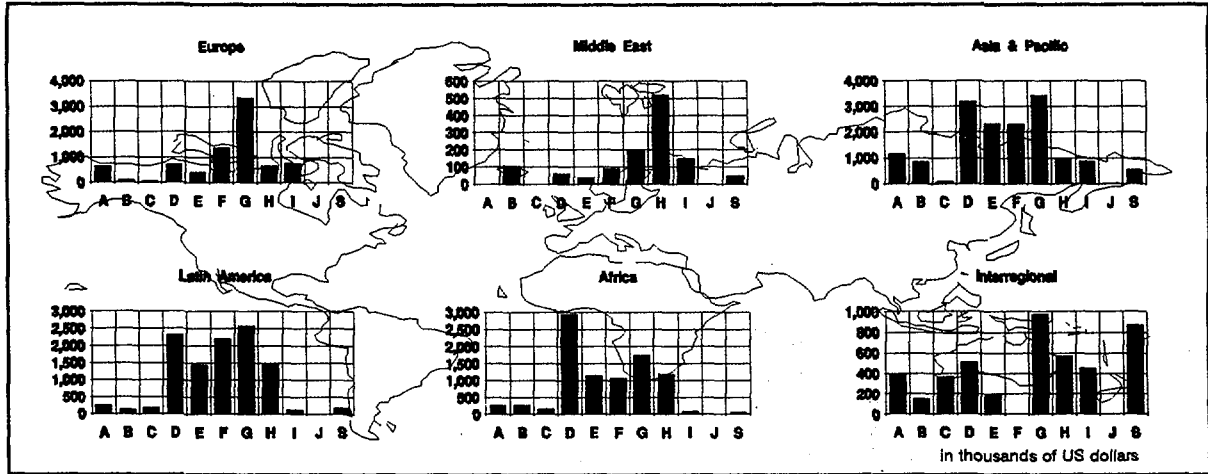 Europe
4,000
3,000
2,000
1,000
0
A B C D E F G H I J S
Middle East
600
500
400
300
200
100
0
A B C D E F G H I J S
Asia & Pacific
4,000
3,000
2,000
1,000
0
A B C D E F G H I J S
Latin America
3,000
2,500
2,000
1,500
1,000
500
0
A B C D E F G H I J S
Africa
3,000
2,500
2,000
1,500
1,000
500
0
A B C D E F G H I J S
Interregional
1,000
800
600
400
200
0
A B C D E F G H I J S
in thousands of US dollars